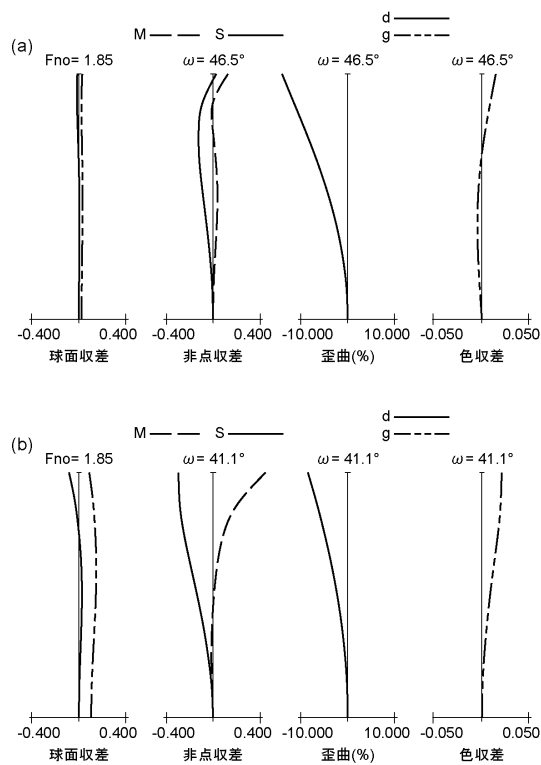 d
M S g
(a)
Fno= 1.85 ω= 46.5° ω= 46.5° ω= 46.5°
-0.400 0.400 -0.400 0.400 -10.000 10.000 -0.050 0.050
球面収差 非点収差 歪曲(%) 色収差
d
M S g
(b)
Fno= 1.85 ω= 41.1° ω= 41.1° ω= 41.1°
-0.400 0.400 -0.400 0.400 -10.000 10.000 -0.050 0.050
球面収差 非点収差 歪曲(%) 色収差